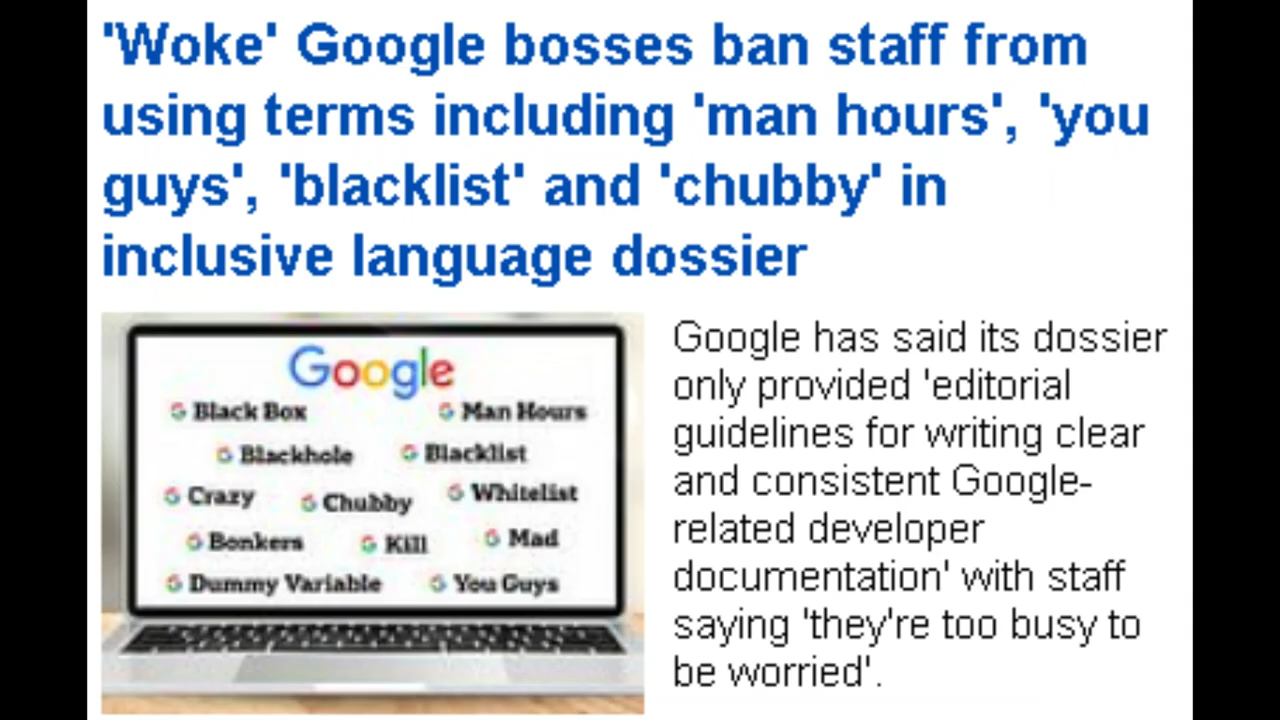 'Woke' Google bosses ban staff from
using terms including 'man hours', 'you
guys', 'blacklist' and 'chubby' in
inclusive language dossier
Google
Black Box
Man Hours
Blackhole
Blacklist
Crazy
Chubby
Whitelist
Bonkers
Kill
Mad
Dummy Variable
You Guys
Google has said its dossier
only provided 'editorial
guidelines for writing clear
and consistent Google-
related developer
documentation' with staff
saying 'they're too busy to
be worried'.